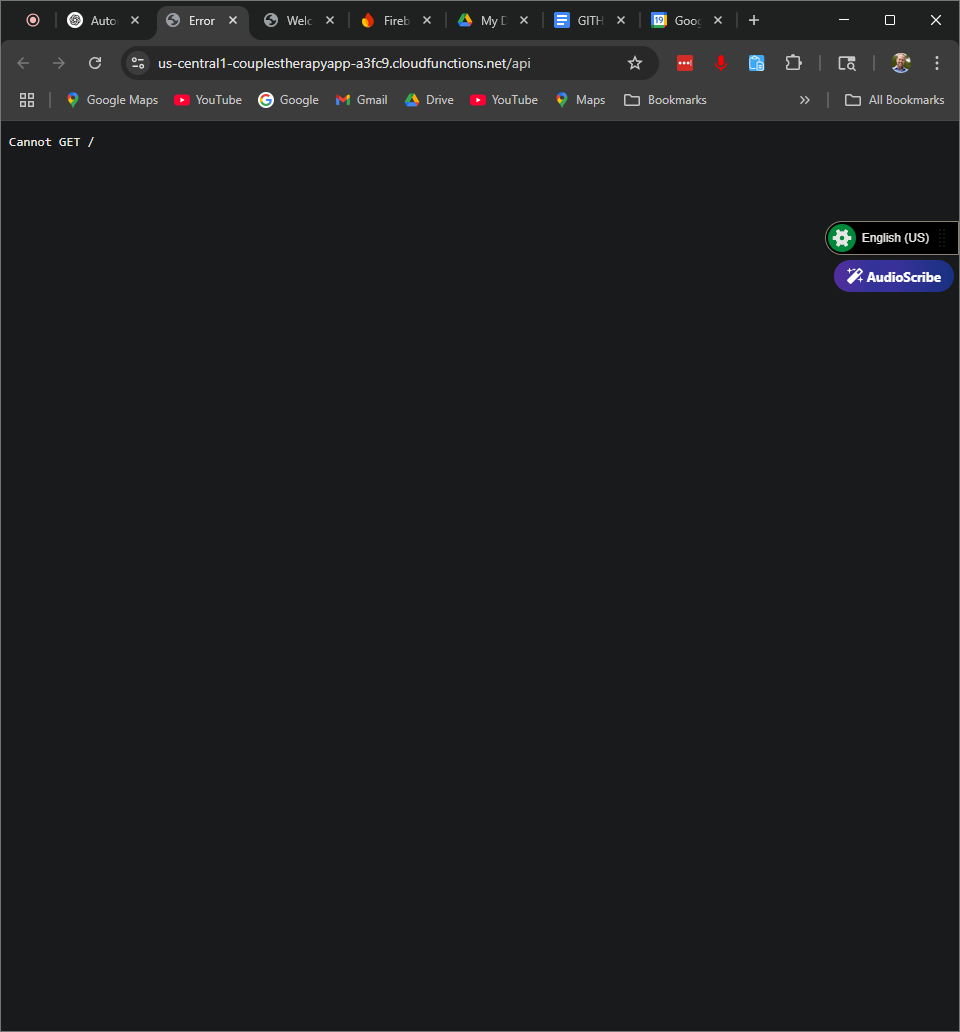 Auto
Error
Welc
Fireb
My D
GITH
19
Goog
us-central1-couplestherapyapp-a3fc9.cloudfunctions.net/api
Google Maps
YouTube
Google
Gmail
Drive
YouTube
Maps
Bookmarks
All Bookmarks
Cannot GET /
English (US)
AudioScribe